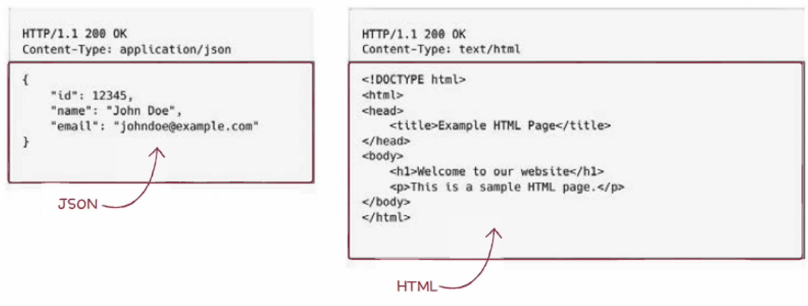 HTTP/1.1 200 OK
Content-Type: application/json
{
    "id": 12345,
    "name": "John Doe",
    "email": "johndoe@example.com"
}
JSON
HTTP/1.1 200 OK
Content-Type: text/html
<!DOCTYPE html>
<html>
<head>
    <title>Example HTML Page</title>
</head>
<body>
    <h1>Welcome to our website</h1>
    <p>This is a sample HTML page.</p>
</body>
</html>
HTML